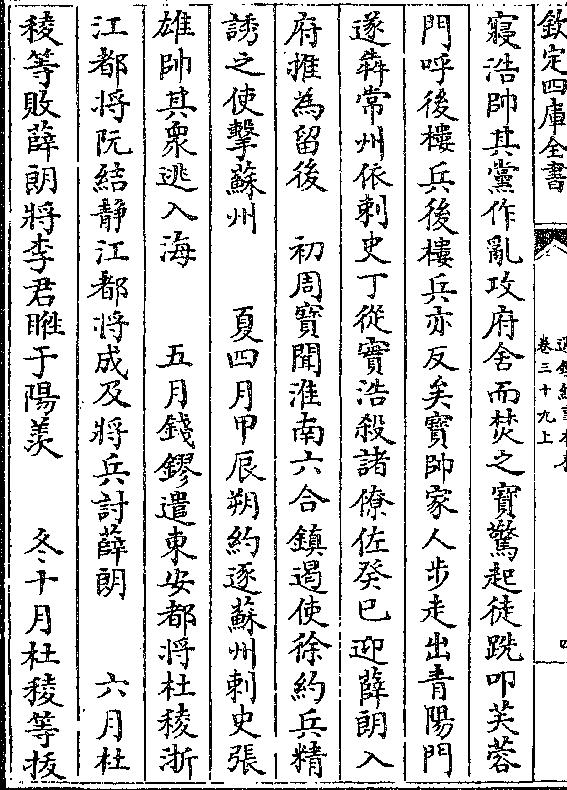 欽定四庫全書
卷三十九上
寢浩帥其黨作亂攻府舍而焚之寶驚起徒跣叩芙蓉
門呼後樓兵後樓兵亦反矣寶帥家人步走出青陽門
遂犇常州依刺史丁從實浩殺諸僚佐癸巳迎薛朗入
府推為留後　初周寶聞淮南六合鎮遏使徐約兵精
誘之使擊蘇州　夏四月甲辰朔約逐蘇州刺史張
雄帥其衆逃入海　五月錢鏐遣東安都將杜稜浙
江都將阮結静江都將成及將兵討薛朗　六月杜
稜等敗薛朗將李君暀于陽羨　冬十月杜稜等拔